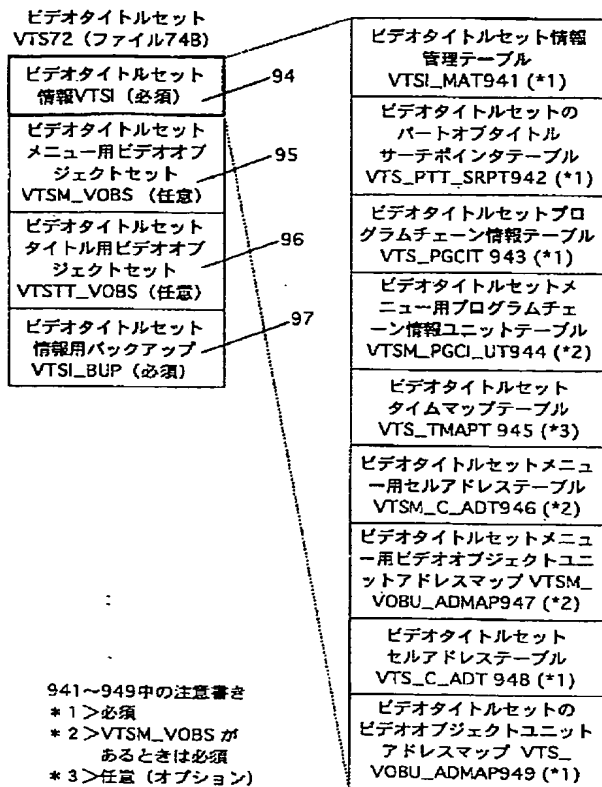 ビデオタイトルセット
VTS72（ファイル74B）
ビデオタイトルセット
情報VTSI（必須）
94
ビデオタイトルセット
メニュー用ビデオオブ
ジェクトセット
VTSM_VOBS （任意）
95
ビデオタイトルセット
タイトル用ビデオオブ
ジェクトセット
VTSTT_VOBS（任意）
96
ビデオタイトルセット
情報用バックアップ
VTSI_BUP（必須）
97
ビデオタイトルセット情報
管理テーブル
VTSI_MAT941 (*1)
ビデオタイトルセットの
パートオブタイトル
サーチポインタテーブル
VTS_PTT_SRPT942 (*1)
ビデオタイトルセットプロ
グラムチェーン情報テーブル
VTS_PGCIT 943 (*1)
ビデオタイトルセットメ
ニュー用プログラムチェ
ーン情報ユニットテーブル
VTSM_PGCI_UT944 (*2)
ビデオタイトルセット
タイムマップテーブル
VTS_TMAPT 945 (*3)
ビデオタイトルセットメニュ
ー用セルアドレステーブル
VTSM_C_ADT946 (*2)
ビデオタイトルセットメニュ
ー用ビデオオブジェクトユニ
ットアドレスマップ VTSM_
VOBU_ADMAP947 (*2)
ビデオタイトルセット
セルアドレステーブル
VTS_C_ADT 948 (*1)
ビデオタイトルセットの
ビデオオブジェクトユニット
アドレスマップ VTS_
VOBU_ADMAP949 (*1)
941～949中の注意書き
＊1＞必須
＊2＞VTSM_VOBS が
あるときは必須
＊3＞任意（オプション）